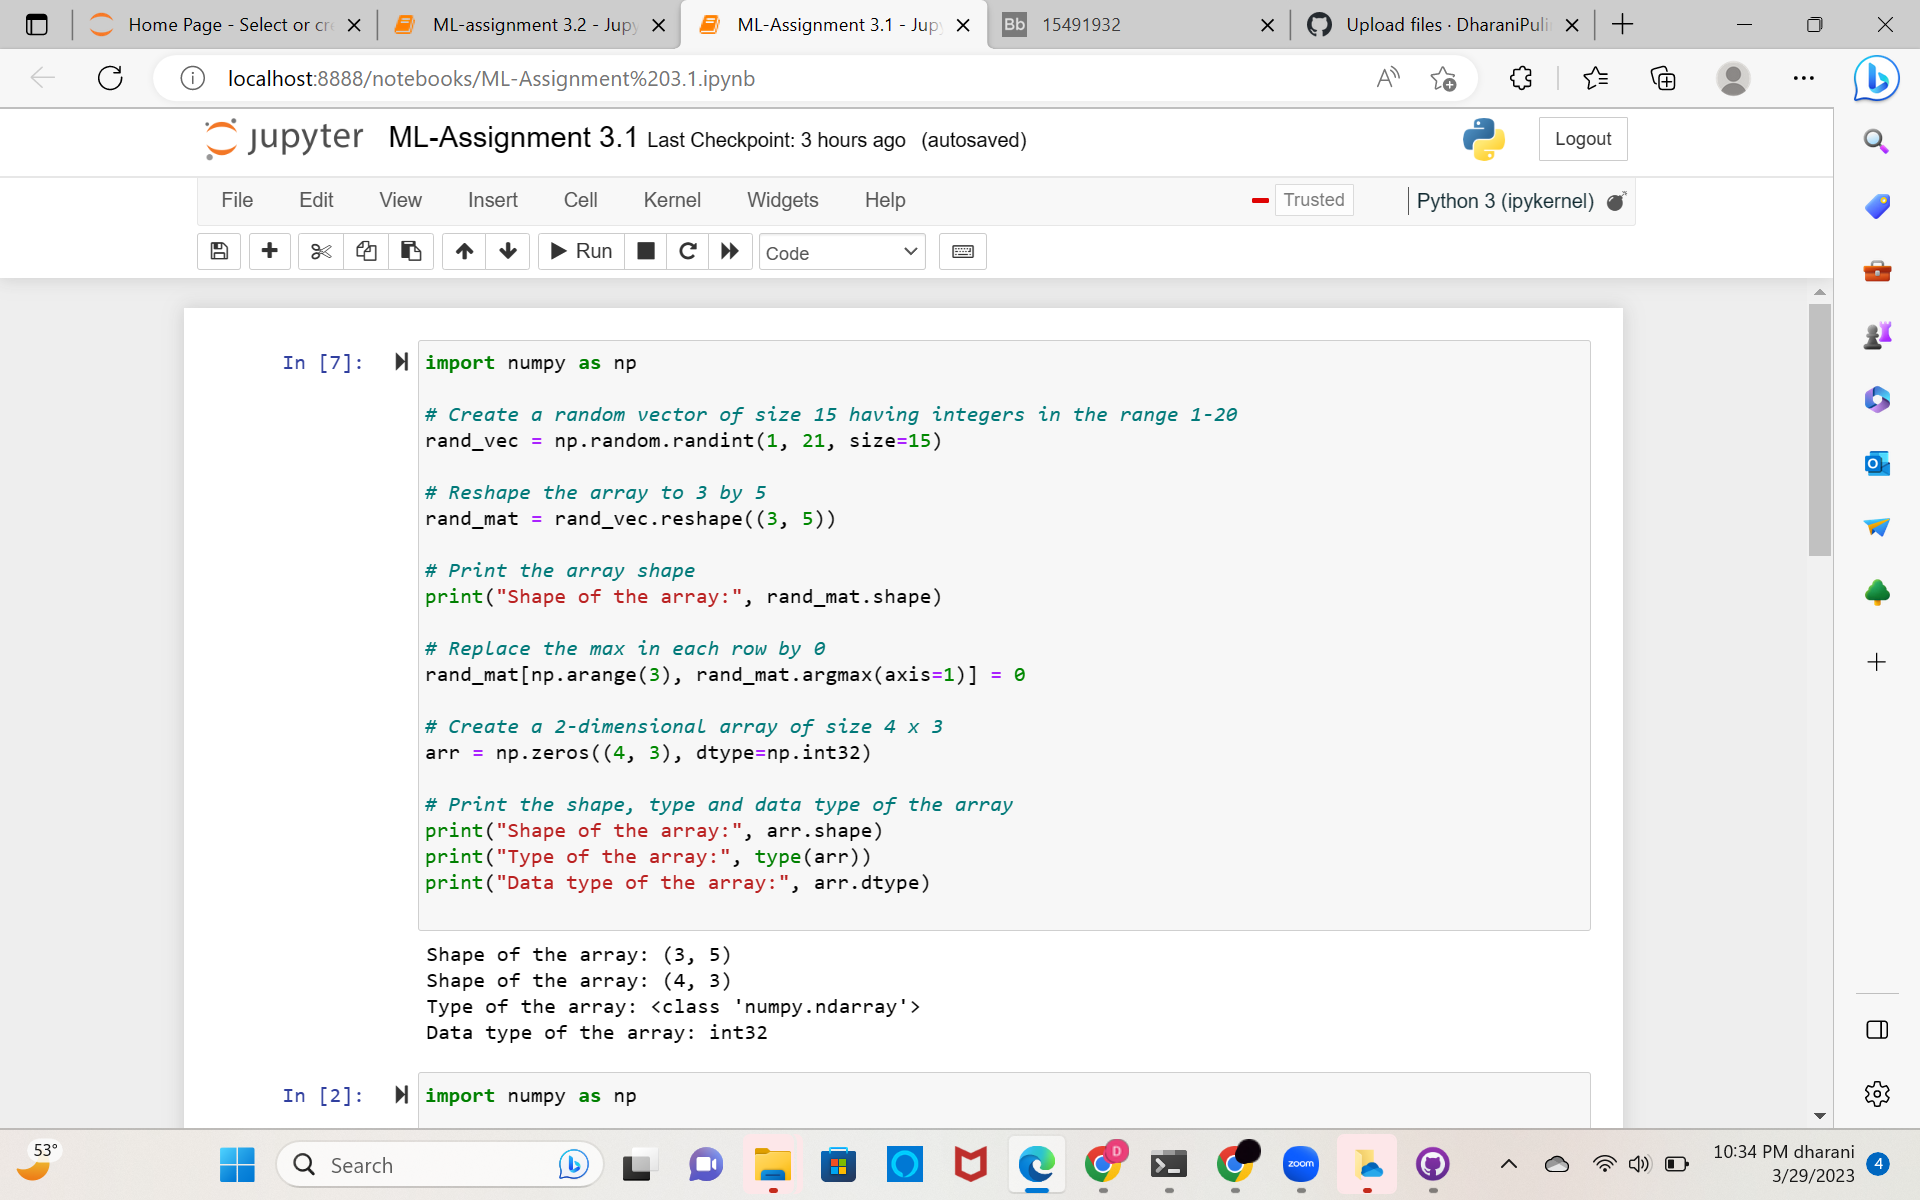 Home Page - Select or cr
ML-assignment 3.2 - Jupy
ML-Assignment 3.1 - Jup
Bb 15491932
Upload files · DharaniPuli
localhost:8888/notebooks/ML-Assignment%203.1.ipynb
jupyter ML-Assignment 3.1 Last Checkpoint: 3 hours ago (autosaved)
Logout
File Edit View Insert Cell Kernel Widgets Help
Trusted
Python 3 (ipykernel)
Run
Code
In [7]:
import numpy as np
# Create a random vector of size 15 having integers in the range 1-20
rand_vec = np.random.randint(1, 21, size=15)
# Reshape the array to 3 by 5
rand_mat = rand_vec.reshape((3, 5))
# Print the array shape
print("Shape of the array:", rand_mat.shape)
# Replace the max in each row by 0
rand_mat[np.arange(3), rand_mat.argmax(axis=1)] = 0
# Create a 2-dimensional array of size 4 x 3
arr = np.zeros((4, 3), dtype=np.int32)
# Print the shape, type and data type of the array
print("Shape of the array:", arr.shape)
print("Type of the array:", type(arr))
print("Data type of the array:", arr.dtype)
Shape of the array: (3, 5)
Shape of the array: (4, 3)
Type of the array: <class 'numpy.ndarray'>
Data type of the array: int32
In [2]:
import numpy as np
53°
Search
D
zoom
10:34 PM dharani
3/29/2023
4